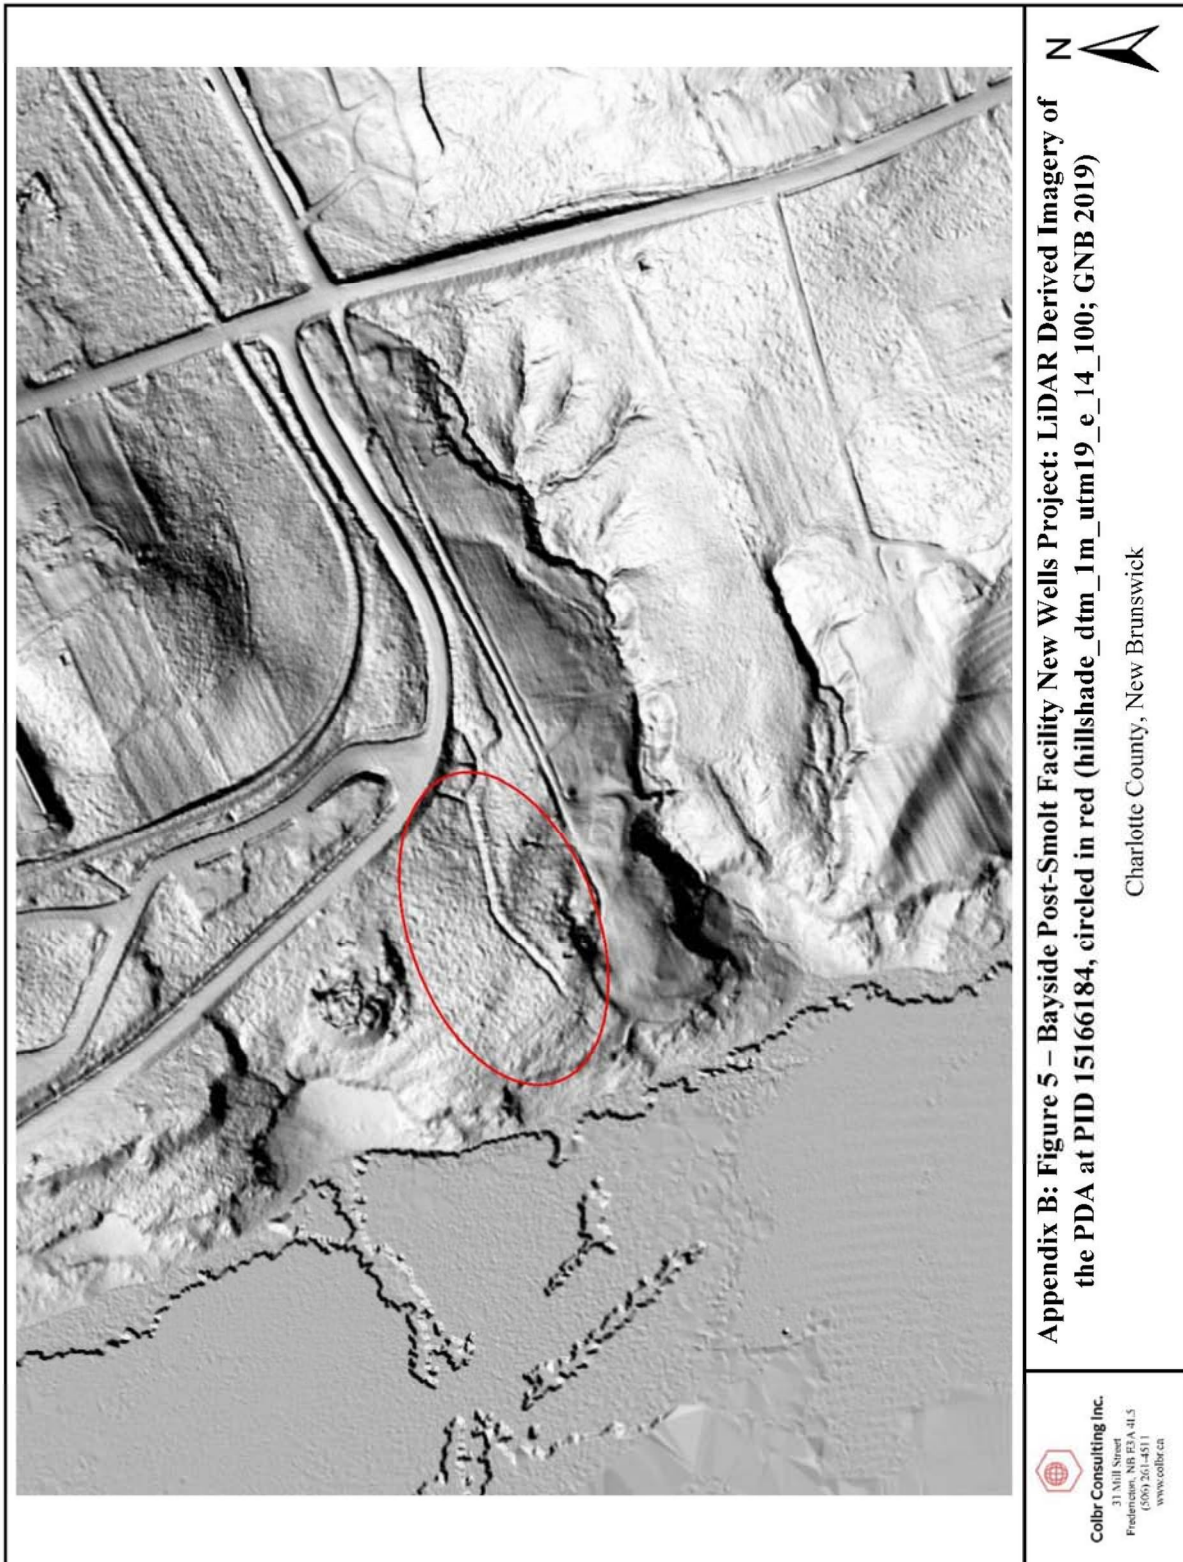 Appendix B: Figure 5 – Bayside Post-Smolt Facility New Wells Project: LiDAR Derived Imagery of
the PDA at PID 15166184, circled in red (hillshade_dtm_1m_utm19_e_14_100; GNB 2019)
Charlotte County, New Brunswick
N
Colbr Consulting Inc.
31 Mill Street
Fredericton, NB E3A 4L5
(506) 261-4511
www.colbr.ca